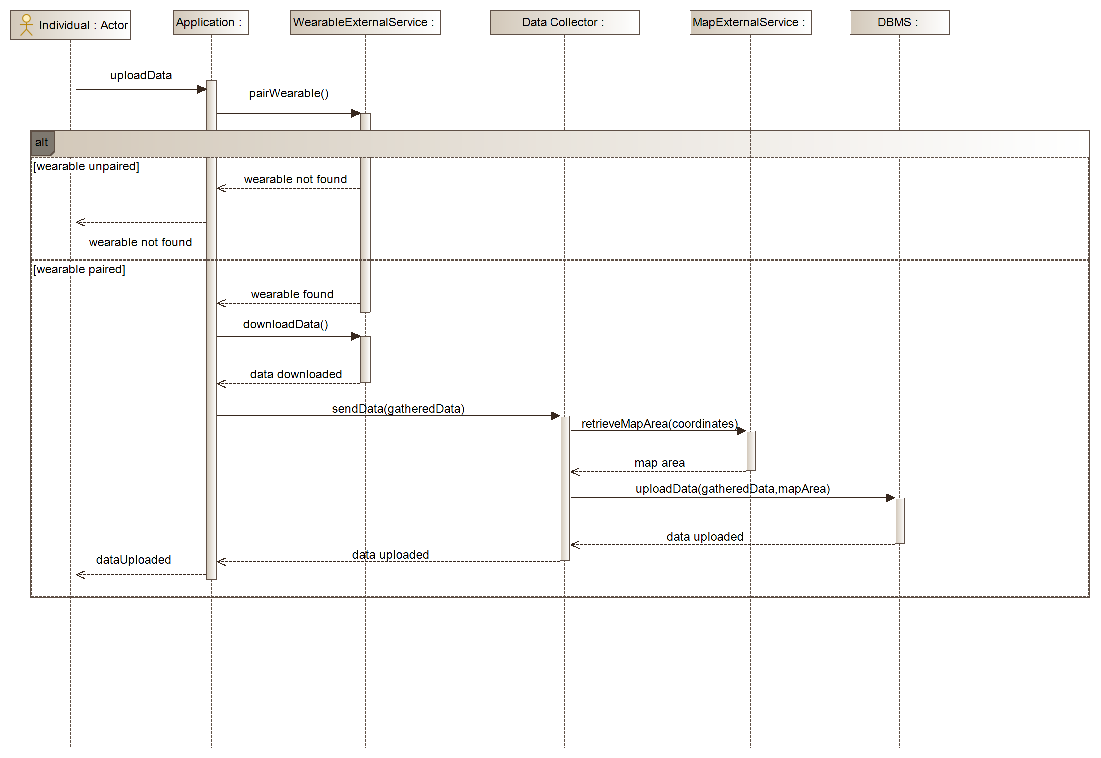 Individual : Actor
Application :
WearableExternalService :
Data Collector :
MapExternalService :
DBMS :
uploadData
pairWearable()
alt
[wearable unpaired]
wearable not found
wearable not found
[wearable paired]
wearable found
downloadData()
data downloaded
sendData(gatheredData)
retrieveMapArea(coordinates)
map area
uploadData(gatheredData,mapArea)
data uploaded
data uploaded
dataUploaded